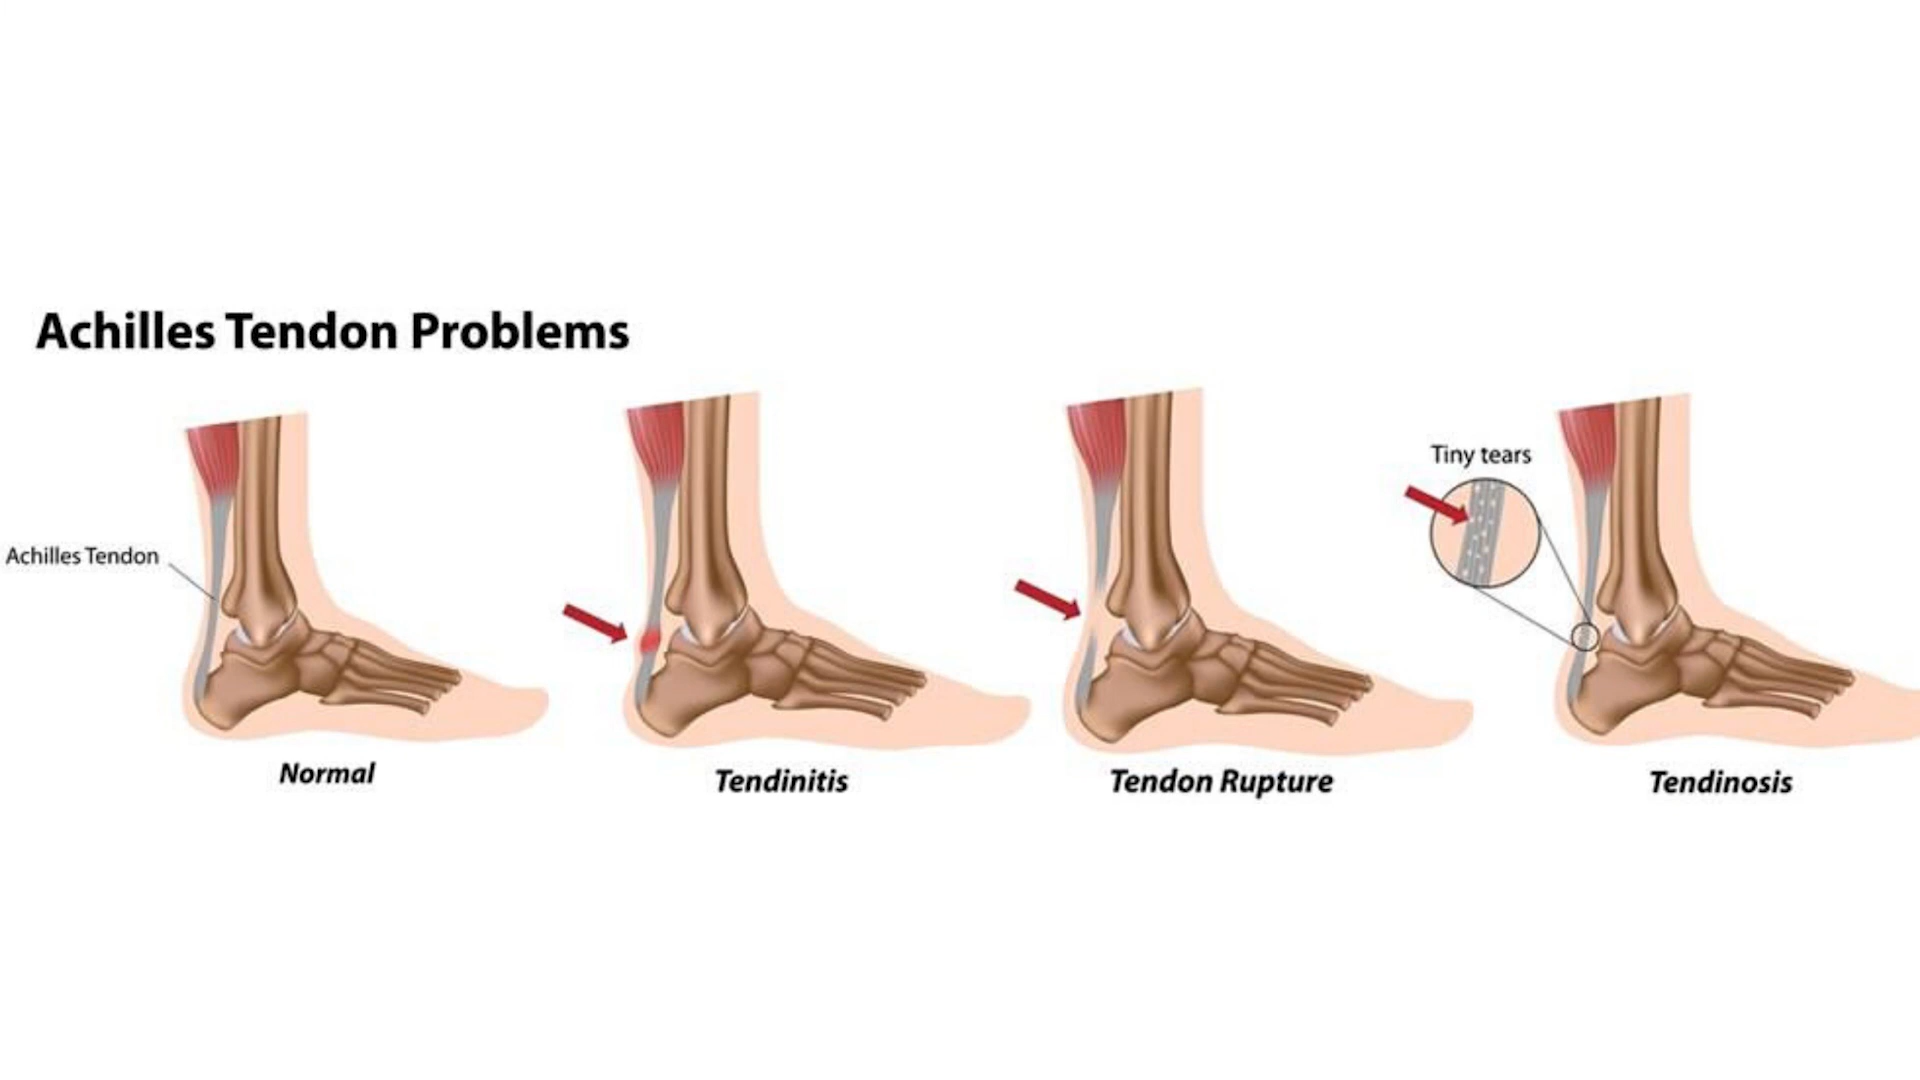 Achilles Tendon Problems
Tiny tears
Achilles Tendon
Normal
Tendinitis
Tendon Rupture
Tendinosis